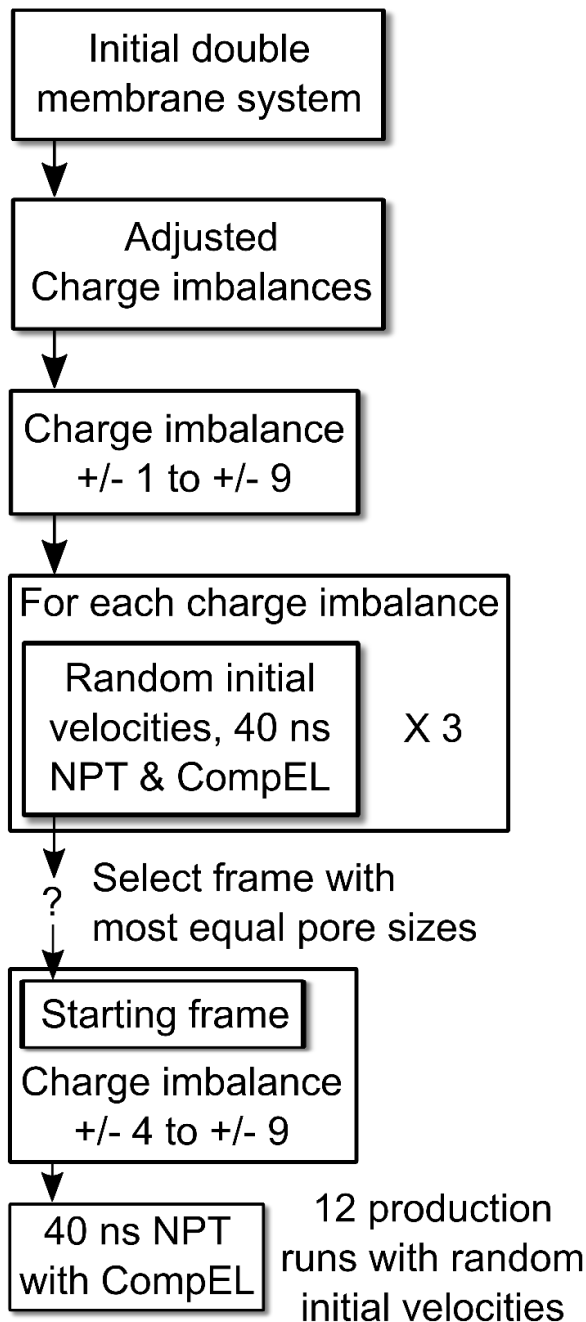 Initial double
membrane system
Adjusted
Charge imbalances
Charge imbalance
+/- 1 to +/- 9
For each charge imbalance
Random initial
velocities, 40 ns
NPT & CompEL
X 3
?
Select frame with
most equal pore sizes
Starting frame
Charge imbalance
+/- 4 to +/- 9
40 ns NPT
with CompEL
12 production
runs with random
initial velocities